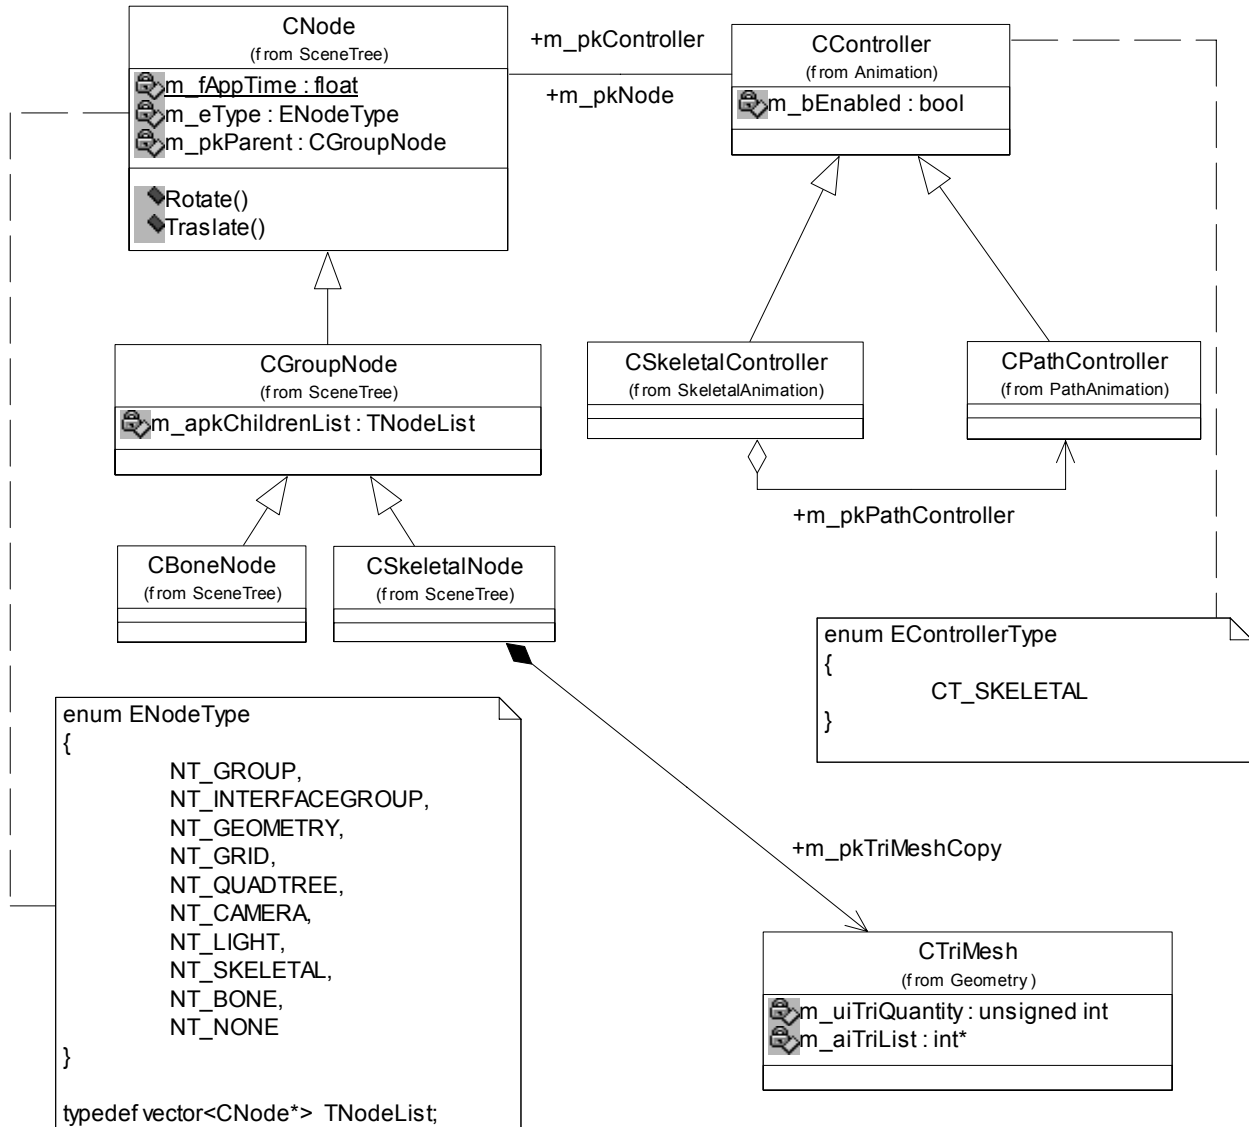 CNode
(from SceneTree)
m_fAppTime : float
m_eType : ENodeType
m_pkParent : CGroupNode
Rotate()
Traslate()
+m_pkController
+m_pkNode
CController
(from Animation)
m_bEnabled : bool
CGroupNode
(from SceneTree)
m_apkChildrenList : TNodeList
CSkeletalController
(from SkeletalAnimation)
CPathController
(from PathAnimation)
+m_pkPathController
CBoneNode
(from SceneTree)
CSkeletalNode
(from SceneTree)
enum EControllerType
{
CT_SKELETAL
}
enum ENodeType
{
NT_GROUP,
NT_INTERFACEGROUP,
NT_GEOMETRY,
NT_GRID,
NT_QUADTREE,
NT_CAMERA,
NT_LIGHT,
NT_SKELETAL,
NT_BONE,
NT_NONE
}
typedef vector<CNode*> TNodeList;
+m_pkTriMeshCopy
CTriMesh
(from Geometry)
m_uiTriQuantity : unsigned int
m_aiTriList : int*